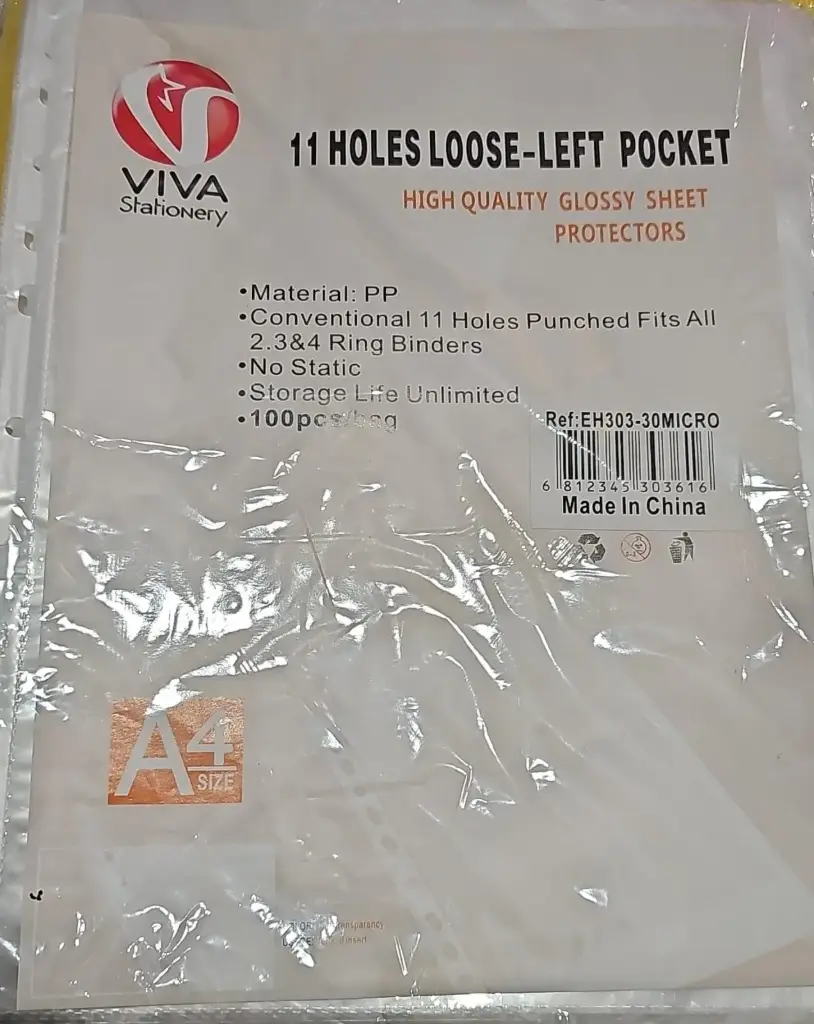 VIVA
Stationery
11 HOLES LOOSE-LEFT POCKET
HIGH QUALITY GLOSSY SHEET
PROTECTORS
•Material: PP
•Conventional 11 Holes Punched Fits All
2.3&4 Ring Binders
•No Static
•Storage Life Unlimited
•100pcs/bag
Ref:EH303-30MICRO
6 812345 303616
Made In China
A4
SIZE
transparency
insert